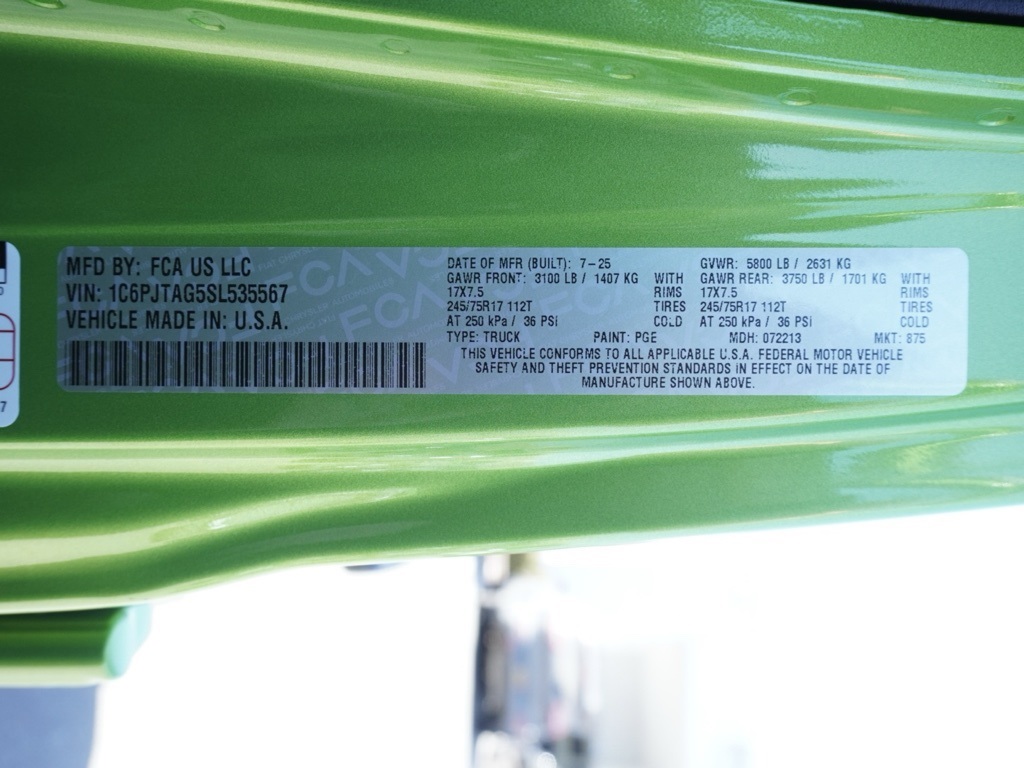 MFD BY: FCA US LLC
VIN: 1C6PJTAG5SL535567
VEHICLE MADE IN: U.S.A.
DATE OF MFR (BUILT): 7-25 GVWR: 5800 LB / 2631 KG
GAWR FRONT: 3100 LB / 1407 KG WITH GAWR REAR: 3750 LB / 1701 KG WITH
17X7.5 RIMS 17X7.5 RIMS
245/75R17 112T TIRES 245/75R17 112T TIRES
AT 250 kPa / 36 PSI COLD AT 250 kPa / 36 PSI COLD
TYPE: TRUCK PAINT: PGE MDH: 072213 MKT: 875
THIS VEHICLE CONFORMS TO ALL APPLICABLE U.S.A. FEDERAL MOTOR VEHICLE
SAFETY AND THEFT PREVENTION STANDARDS IN EFFECT ON THE DATE OF
MANUFACTURE SHOWN ABOVE.